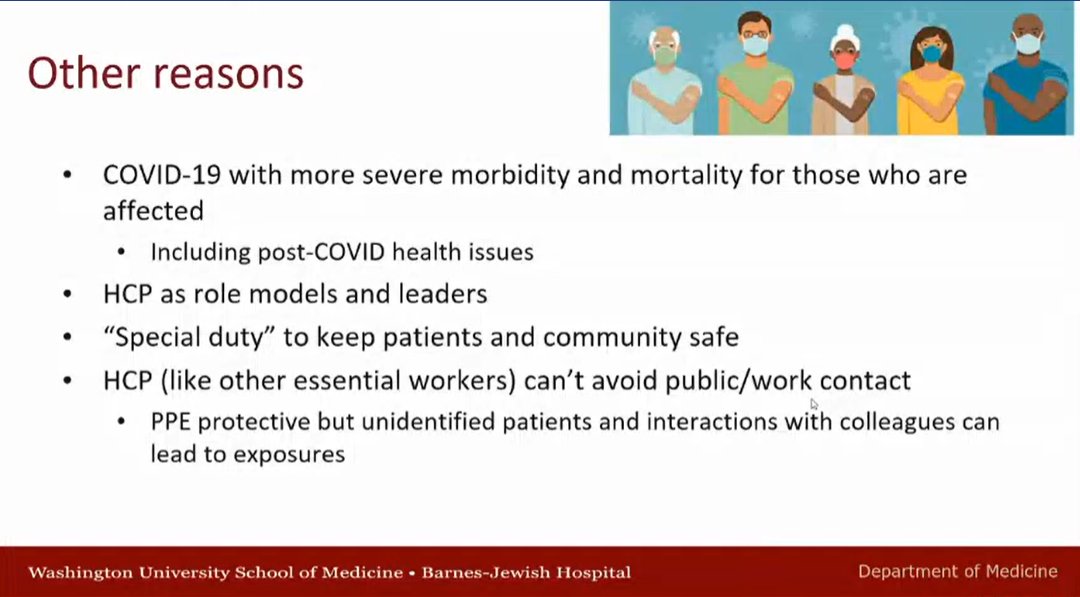 Other reasons
• COVID-19 with more severe morbidity and mortality for those who are
affected
• Including post-COVID health issues
• HCP as role models and leaders
• “Special duty” to keep patients and community safe
• HCP (like other essential workers) can’t avoid public/work contact
• PPE protective but unidentified patients and interactions with colleagues can
lead to exposures
Washington University School of Medicine • Barnes-Jewish Hospital
Department of Medicine